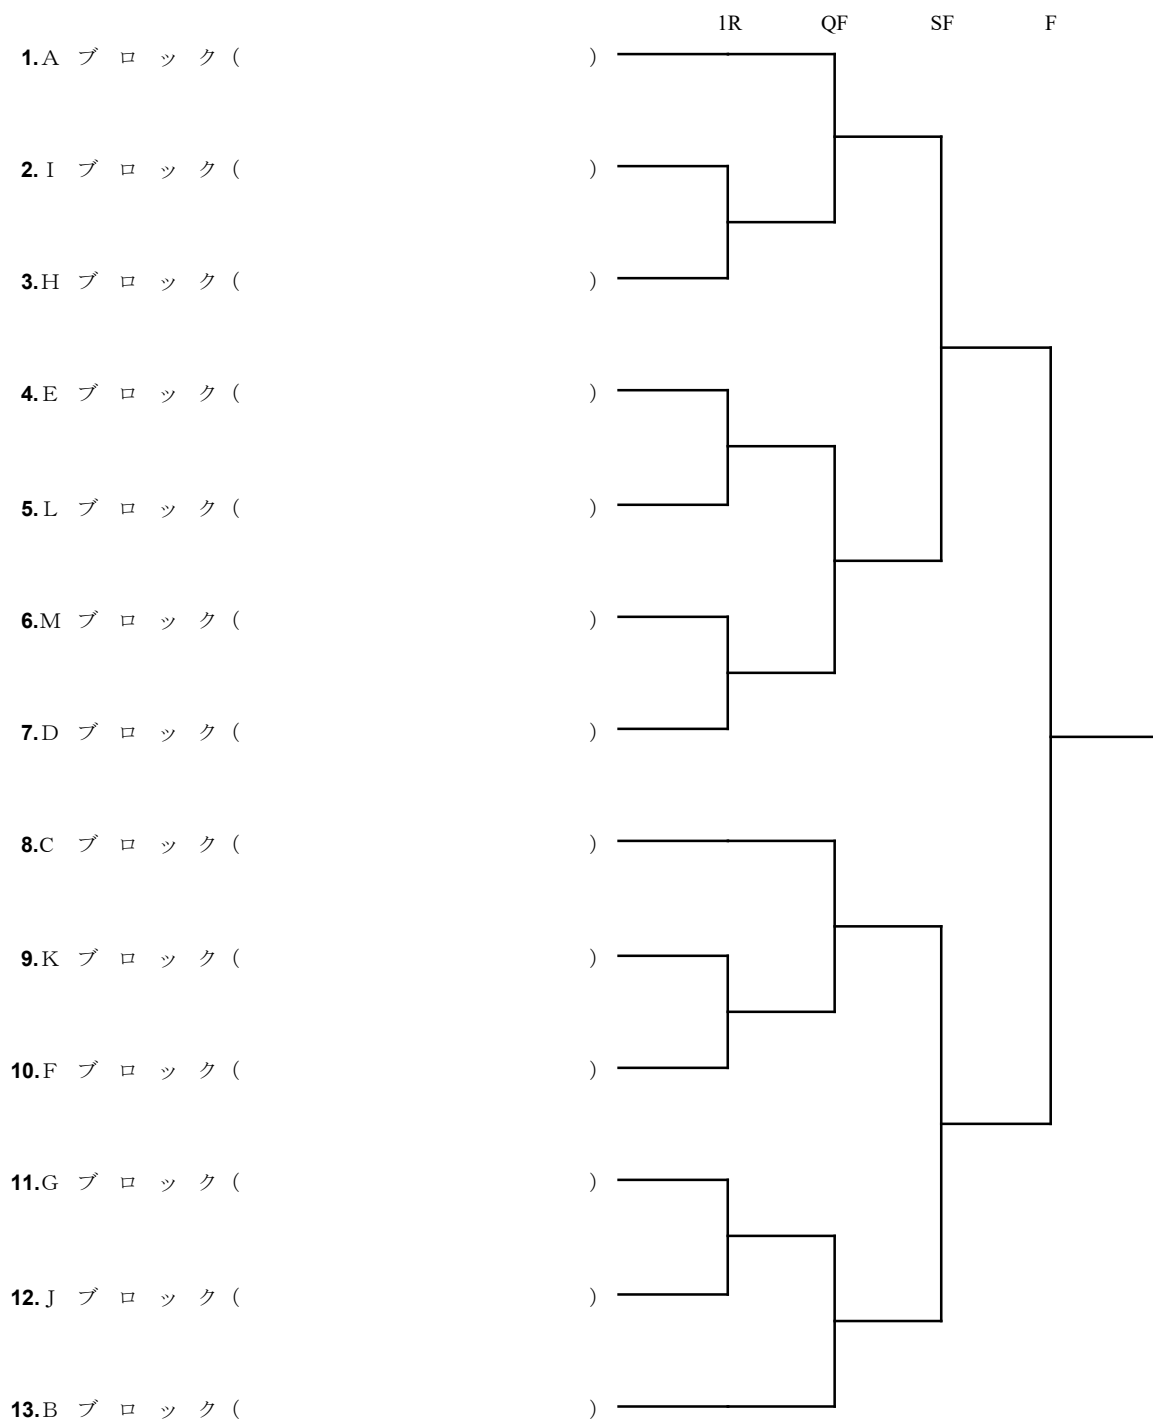 1R QF SF F
1.A ブ ロ ッ ク ( )
2.I ブ ロ ッ ク ( )
3.H ブ ロ ッ ク ( )
4.E ブ ロ ッ ク ( )
5.L ブ ロ ッ ク ( )
6.M ブ ロ ッ ク ( )
7.D ブ ロ ッ ク ( )
8.C ブ ロ ッ ク ( )
9.K ブ ロ ッ ク ( )
10.F ブ ロ ッ ク ( )
11.G ブ ロ ッ ク ( )
12.J ブ ロ ッ ク ( )
13.B ブ ロ ッ ク ( )